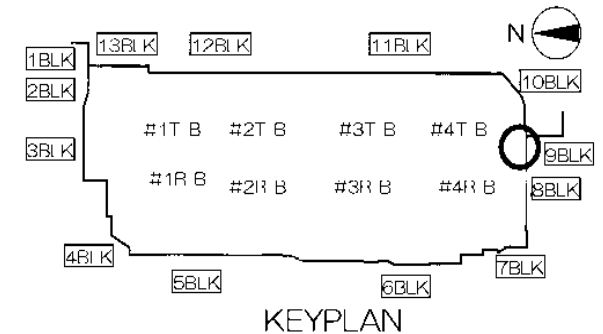 N
13BLK
12BLK
11BLK
1BLK
10BLK
2BLK
#1T B
#2T B
#3T B
#4T B
3BLK
9BLK
#1R B
#2R B
#3R B
#4R B
8BLK
4BLK
7BLK
5BLK
6BLK
KEYPLAN